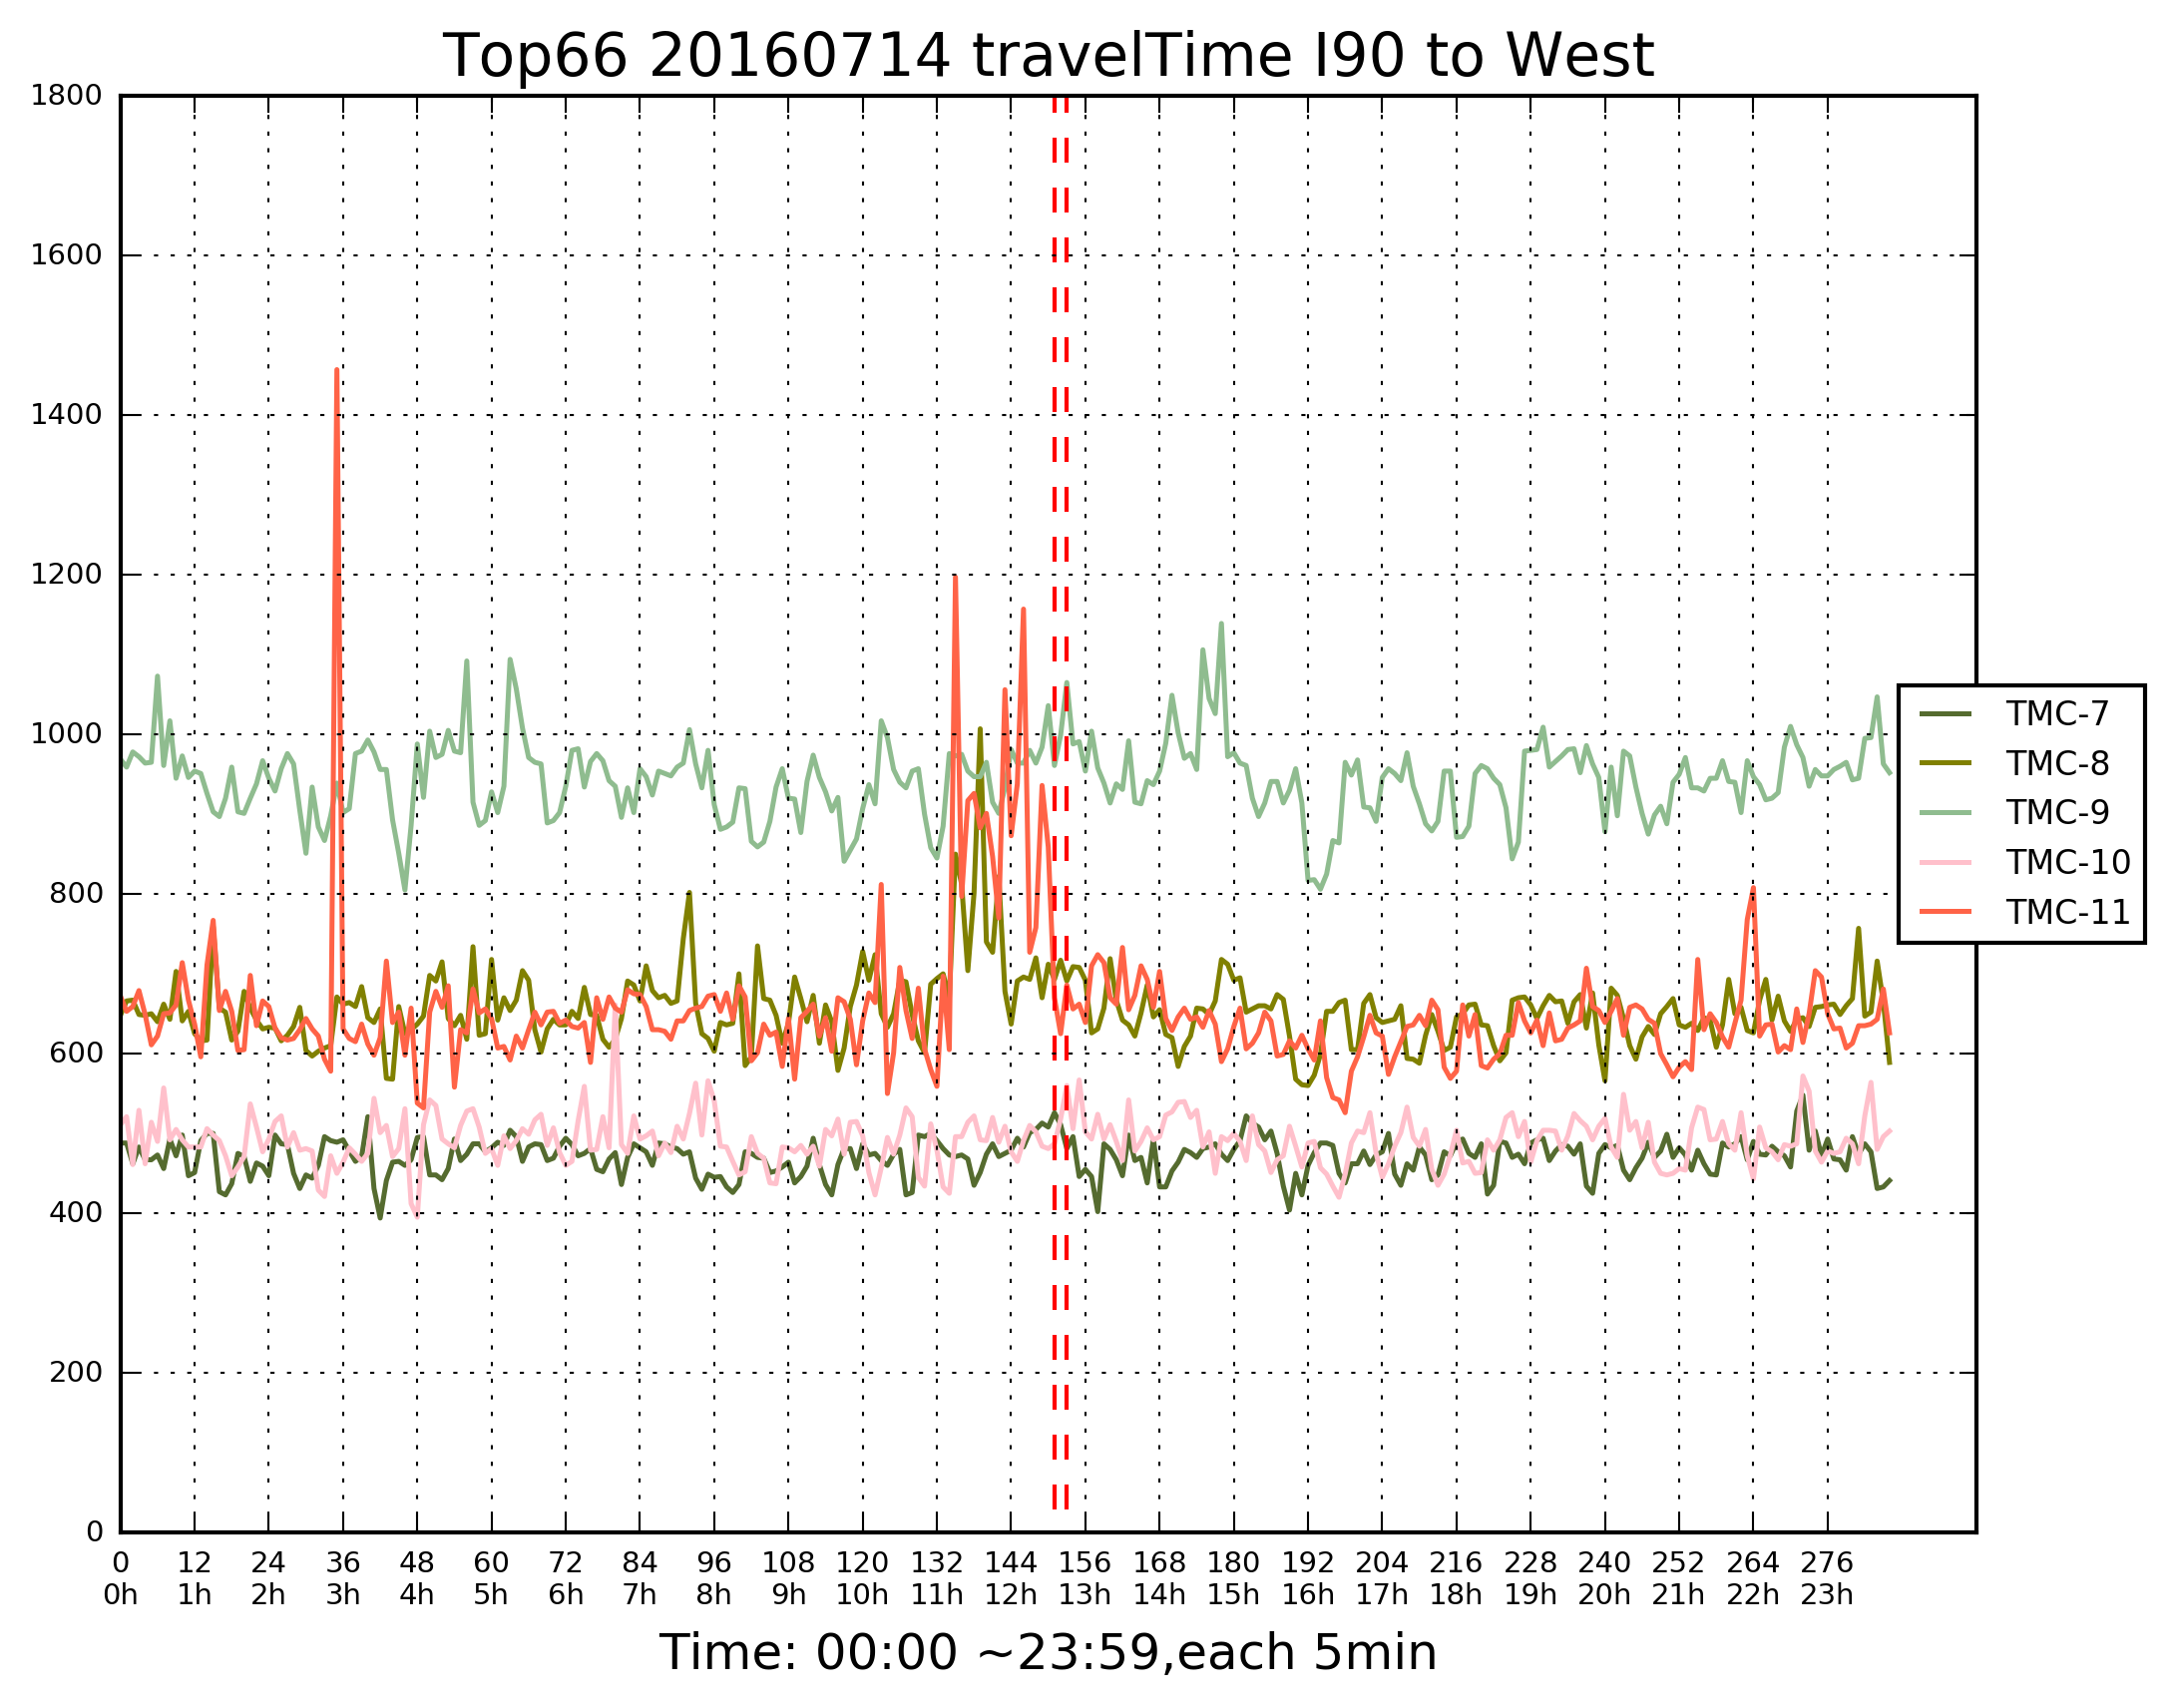 Top66 20160714 travelTime I90 to West
1800
1600
1400
1200
1000
800
600
400
200
0
TMC-7
TMC-8
TMC-9
TMC-10
TMC-11
0 12 24 36 48 60 72 84 96 108 120 132 144 156 168 180 192 204 216 228 240 252 264 276
0h 1h 2h 3h 4h 5h 6h 7h 8h 9h 10h 11h 12h 13h 14h 15h 16h 17h 18h 19h 20h 21h 22h 23h
Time: 00:00 ~23:59,each 5min